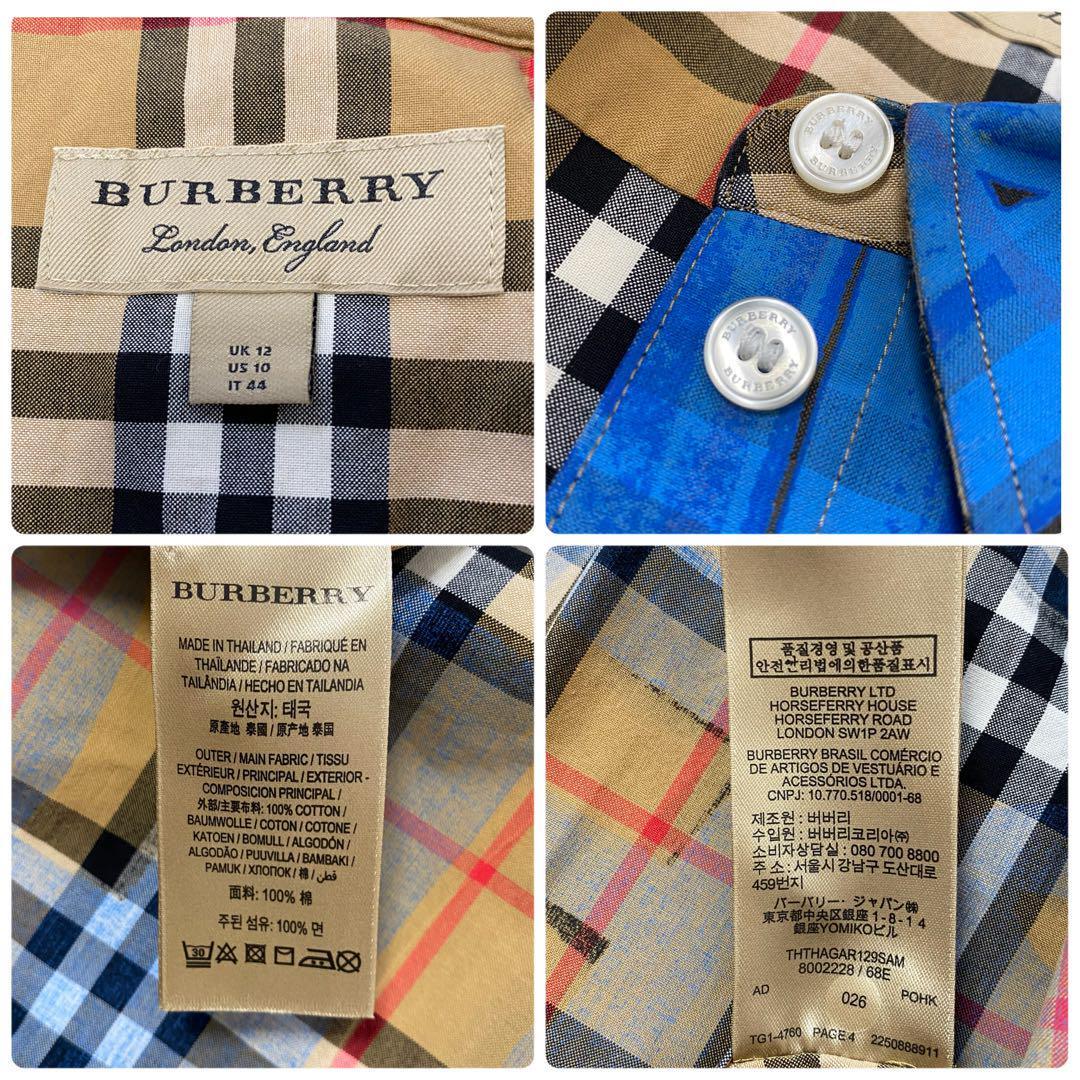 BURBERRY
London, England
UK 12
US 10
IT 44
BURBERRY
BURBERRY
BURBERRY
BURBERRY
BURBERRY
MADE IN THAILAND / FABRIQUÉ EN
THAÏLANDE / FABRICADO NA
TAILÂNDIA / HECHO EN TAILANDIA
원산지: 태국
原產地 泰國 / 原产地 泰国
OUTER / MAIN FABRIC / TISSU
EXTÉRIEUR / PRINCIPAL / EXTERIOR -
COMPOSICION PRINCIPAL /
外部/主要布料: 100% COTTON /
BAUMWOLLE / COTON / COTONE /
KATOEN / BOMULL / ALGODÓN /
ALGODÃO / PUUVILLA / BAMBAKI /
PAMUK / ХЛОПОК / 棉 / قطن
面料: 100% 棉
주된 섬유: 100% 면
30
품질경영 및 공산품
안전관리법에의한품질표시
BURBERRY LTD
HORSEFERRY HOUSE
HORSEFERRY ROAD
LONDON SW1P 2AW
BURBERRY BRASIL COMÉRCIO
DE ARTIGOS DE VESTUÁRIO E
ACESSÓRIOS LTDA.
CNPJ: 10.770.518/0001-68
제조원 : 버버리
수입원 : 버버리코리아㈜
소비자상담실 : 080 700 8800
주 소 : 서울시 강남구 도산대로
459번지
バーバリー・ジャパン㈱
東京都中央区銀座1-8-14
銀座YOMIKOビル
THTHAGAR129SAM
8002228 / 68E
AD 026 POHK
TG1-4760 PAGE 4 2250888911